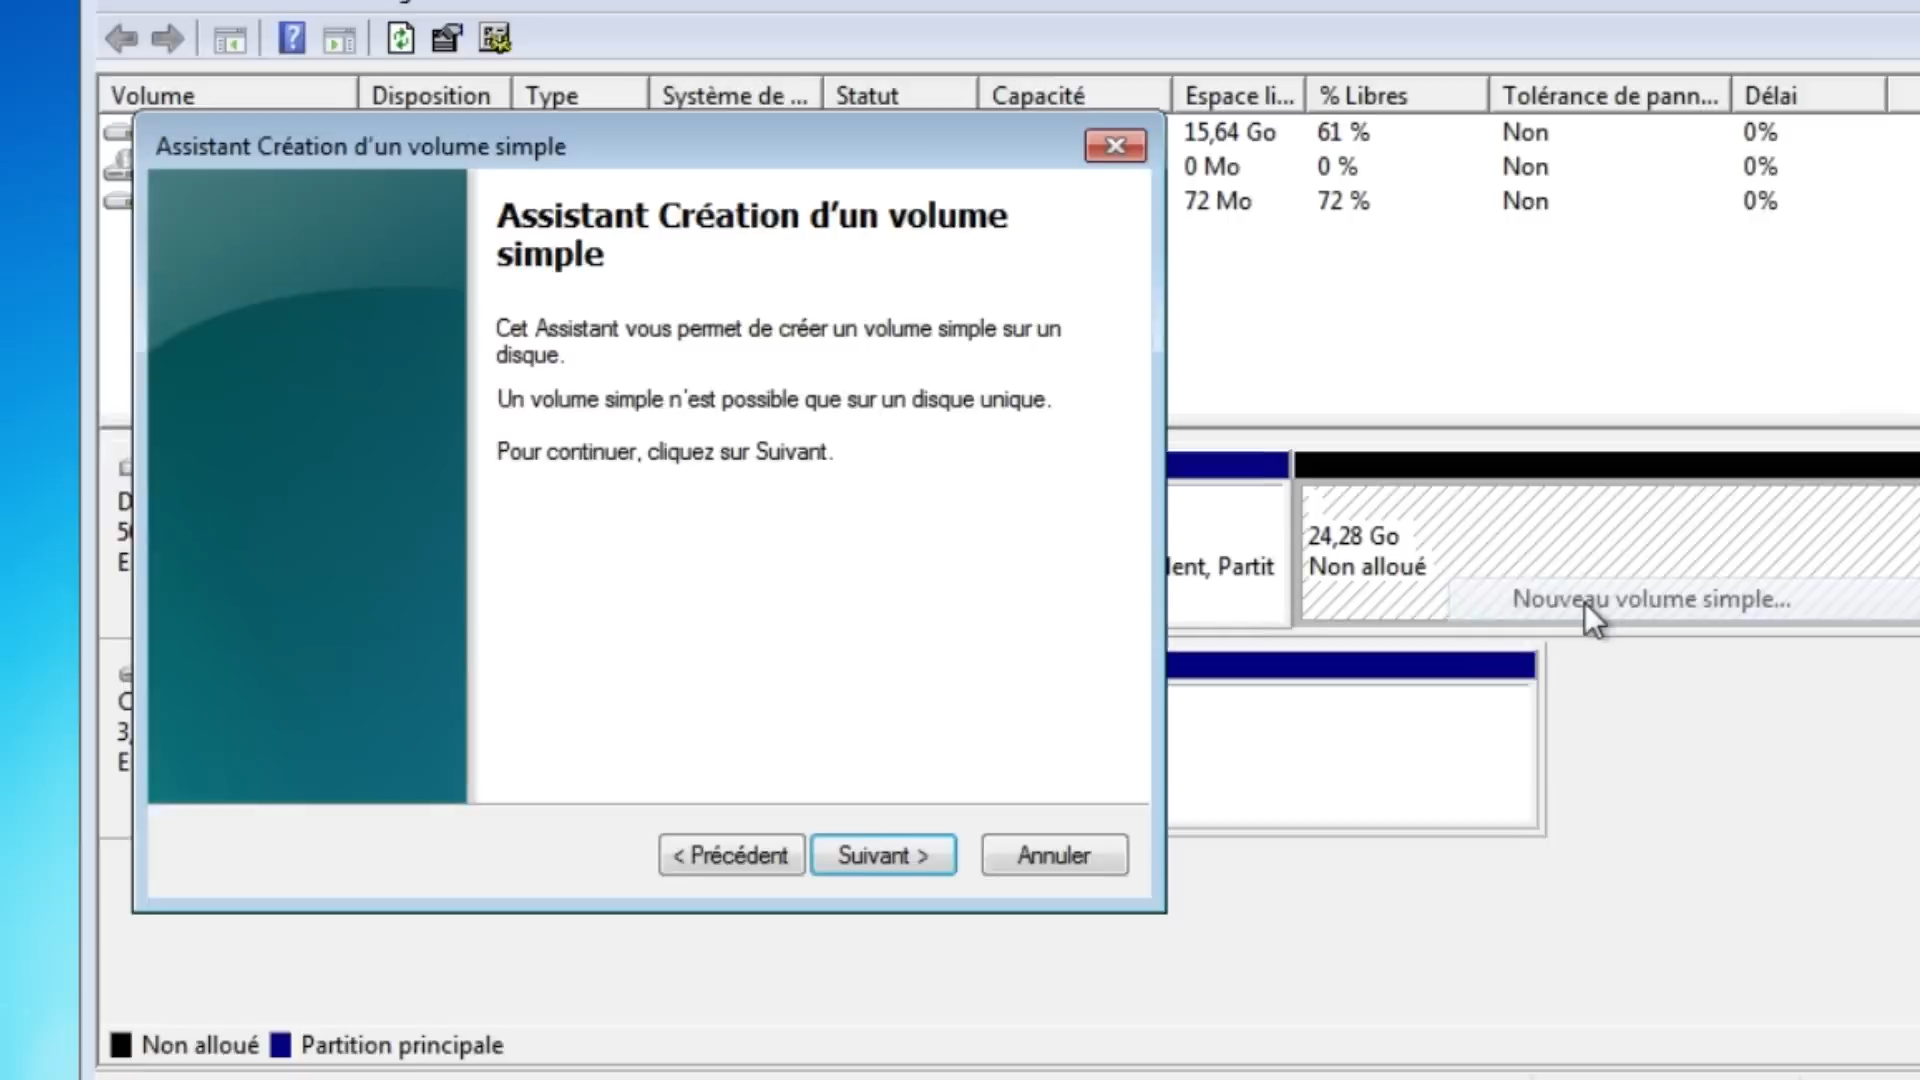 Volume Disposition Type Système de ... Statut Capacité Espace li... % Libres Tolérance de pann... Délai
15,64 Go 61 % Non 0%
0 Mo 0 % Non 0%
72 Mo 72 % Non 0%
Assistant Création d'un volume simple
Assistant Création d'un volume
simple
Cet Assistant vous permet de créer un volume simple sur un
disque.
Un volume simple n'est possible que sur un disque unique.
Pour continuer, cliquez sur Suivant.
< Précédent Suivant > Annuler
D
E
24,28 Go
Partit Non alloué
Nouveau volume simple...
C
3,
E
Non alloué Partition principale